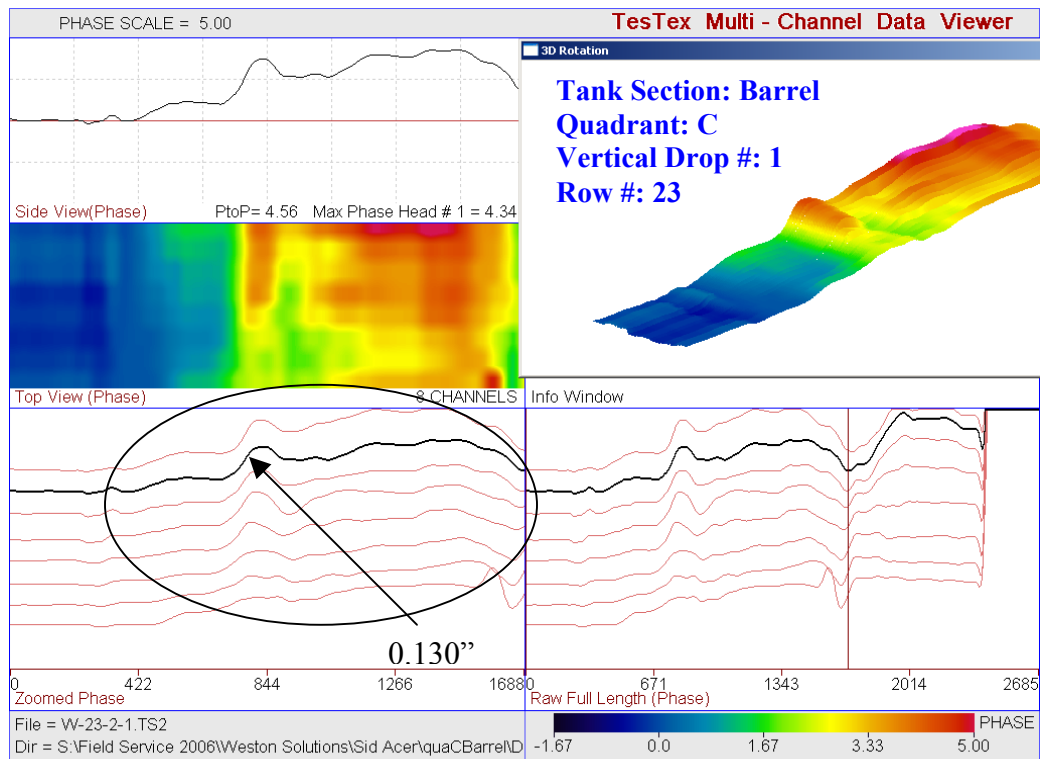 PHASE SCALE = 5.00
TesTex Multi - Channel Data Viewer
3D Rotation
Tank Section: Barrel
Quadrant: C
Vertical Drop #: 1
Row #: 23
Side View(Phase) PtoP= 4.56 Max Phase Head # 1 = 4.34
Top View (Phase) 8 CHANNELS
Info Window
0.130”
0 422 844 1266 1688
Zoomed Phase
0 671 1343 2014 2685
Raw Full Length (Phase)
File = W-23-2-1.TS2
Dir = S:\Field Service 2006\Weston Solutions\Sid Acer\quaCBarrel\D
PHASE
-1.67 0.0 1.67 3.33 5.00